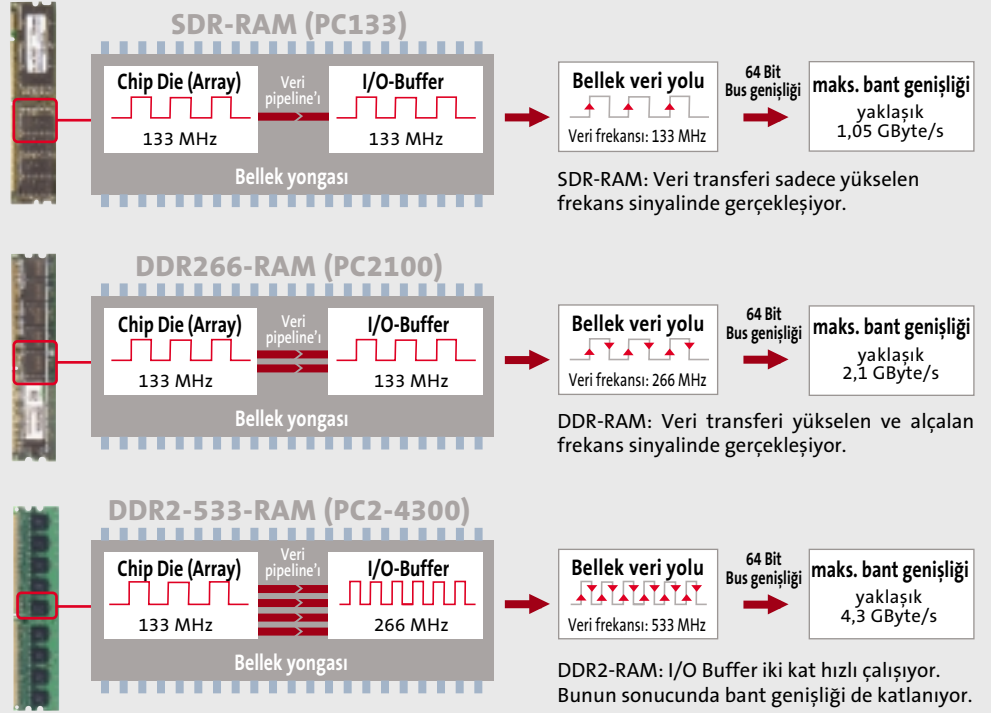 SDR-RAM (PC133)
Chip Die (Array)
133 MHz
Veri
pipeline'ı
I/O-Buffer
133 MHz
Bellek yongası
Bellek veri yolu
Veri frekansı: 133 MHz
64 Bit
Bus genişliği
maks. bant genişliği
yaklaşık
1,05 GByte/s
SDR-RAM: Veri transferi sadece yükselen
frekans sinyalinde gerçekleşiyor.
DDR266-RAM (PC2100)
Chip Die (Array)
133 MHz
Veri
pipeline'ı
I/O-Buffer
133 MHz
Bellek yongası
Bellek veri yolu
Veri frekansı: 266 MHz
64 Bit
Bus genişliği
maks. bant genişliği
yaklaşık
2,1 GByte/s
DDR-RAM: Veri transferi yükselen ve alçalan
frekans sinyalinde gerçekleşiyor.
DDR2-533-RAM (PC2-4300)
Chip Die (Array)
133 MHz
Veri
pipeline'ı
I/O-Buffer
266 MHz
Bellek yongası
Bellek veri yolu
Veri frekansı: 533 MHz
64 Bit
Bus genişliği
maks. bant genişliği
yaklaşık
4,3 GByte/s
DDR2-RAM: I/O Buffer iki kat hızlı çalışıyor.
Bunun sonucunda bant genişliği de katlanıyor.